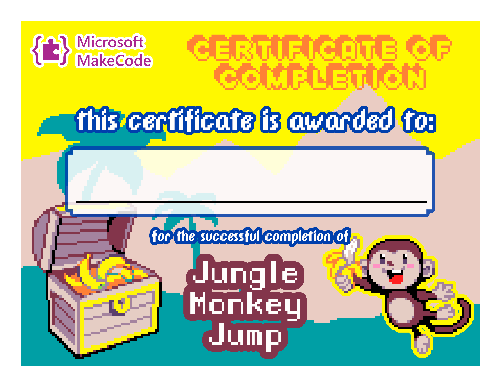 Microsoft
MakeCode
CERTIFICATE OF
COMPLETION
this certificate is awarded to:
for the successful completion of
Jungle
Monkey
Jump